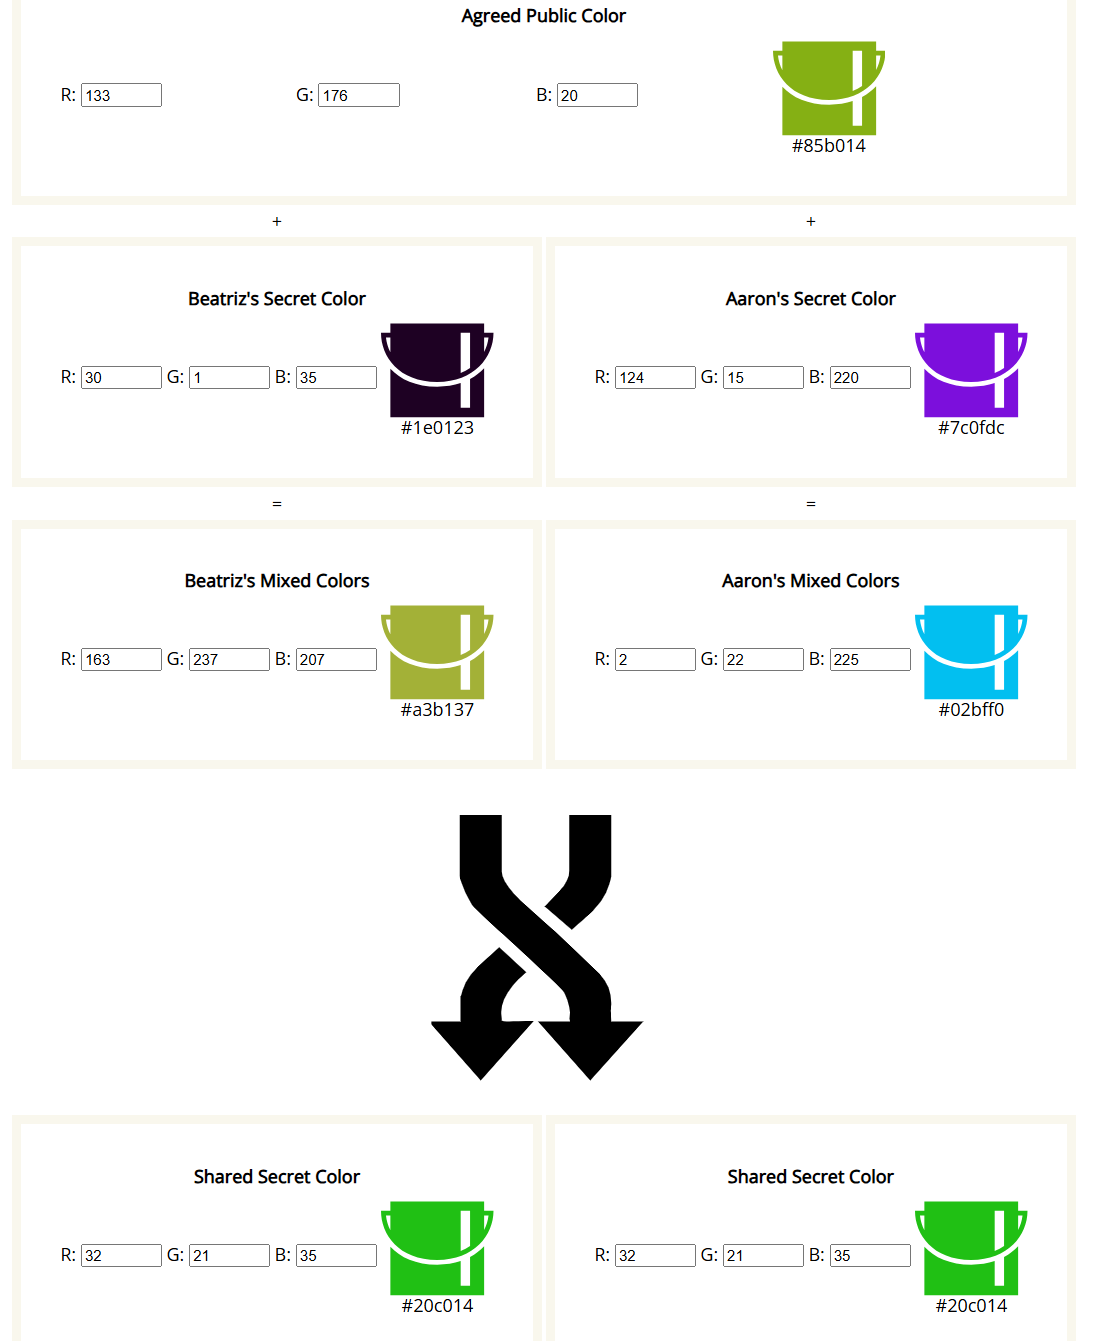 Agreed Public Color
R: 133 G: 176 B: 20
#85b014
+ +
Beatriz's Secret Color
R: 30 G: 1 B: 35
#1e0123
Aaron's Secret Color
R: 124 G: 15 B: 220
#7c0fdc
= =
Beatriz's Mixed Colors
R: 163 G: 237 B: 207
#a3b137
Aaron's Mixed Colors
R: 2 G: 22 B: 225
#02bff0
Shared Secret Color
R: 32 G: 21 B: 35
#20c014
Shared Secret Color
R: 32 G: 21 B: 35
#20c014